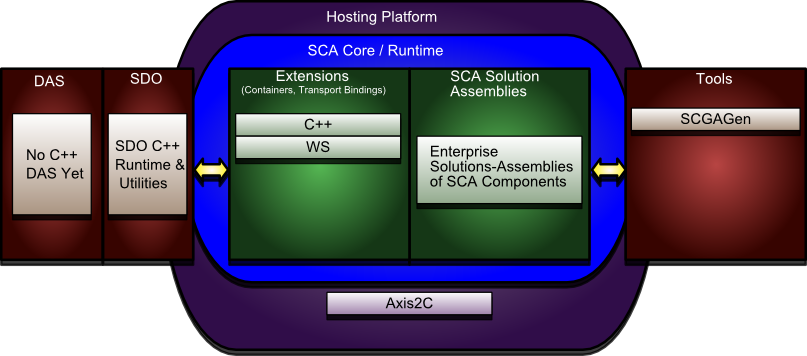 Hosting Platform
SCA Core / Runtime
DAS
No C++
DAS Yet
SDO
SDO C++
Runtime &
Utilities
Extensions
(Containers, Transport Bindings)
C++
WS
SCA Solution
Assemblies
Enterprise
Solutions-Assemblies
of SCA Components
Tools
SCGAGen
Axis2C